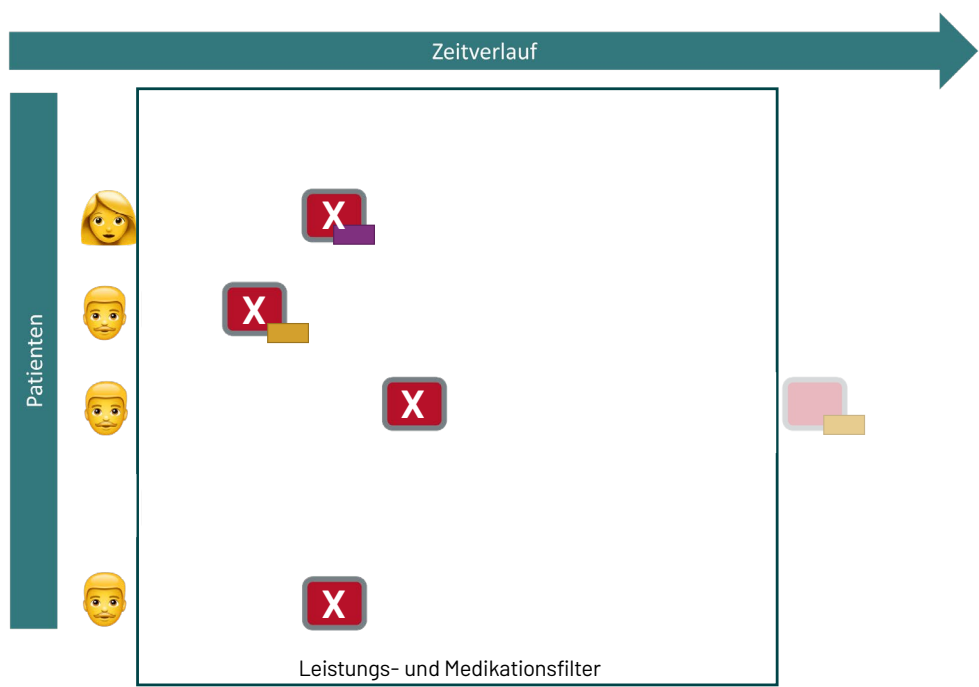 Zeitverlauf
Patienten
X
X
X
X
Leistungs- und Medikationsfilter